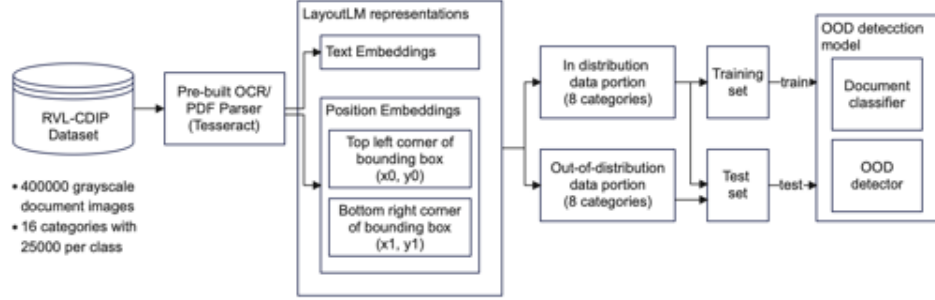 RVL-CDIP
Dataset
• 400000 grayscale
document images
• 16 categories with
25000 per class
Pre-built OCR/
PDF Parser
(Tesseract)
LayoutLM representations
Text Embeddings
Position Embeddings
Top left corner of
bounding box
(x0, y0)
Bottom right corner
of bounding box
(x1, y1)
In distribution
data portion
(8 categories)
Out-of-distribution
data portion
(8 categories)
Training
set
Test
set
train
test
OOD detecction
model
Document
classifier
OOD
detector